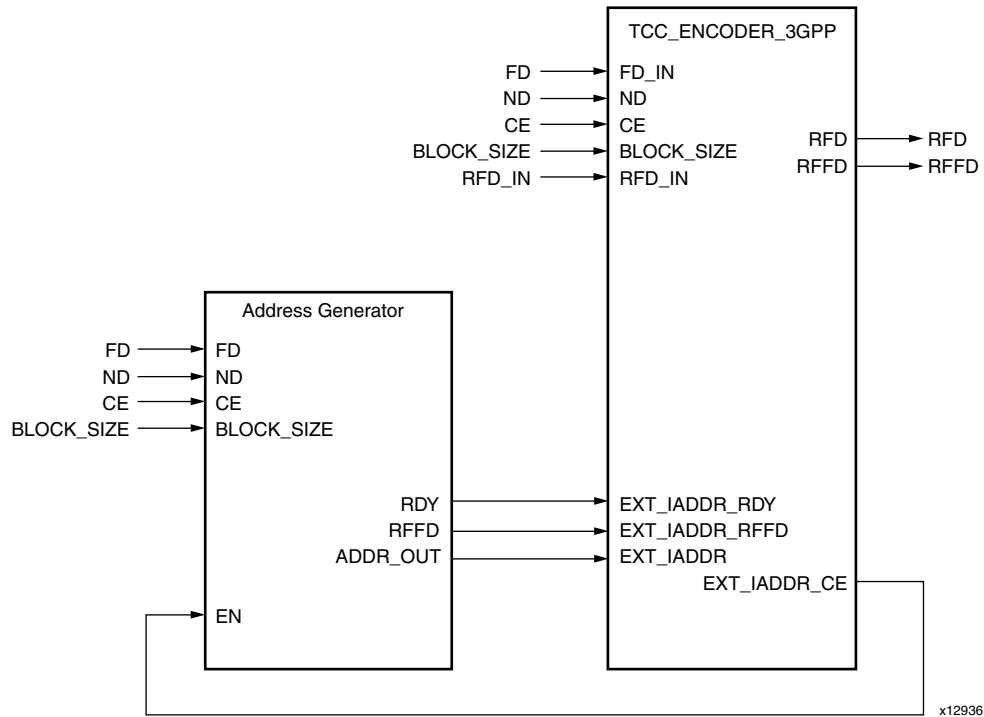 TCC_ENCODER_3GPP
FD FD_IN
ND ND
CE CE
BLOCK_SIZE BLOCK_SIZE
RFD_IN RFD_IN
RFD RFD
RFFD RFFD
Address Generator
FD FD
ND ND
CE CE
BLOCK_SIZE BLOCK_SIZE
RDY EXT_IADDR_RDY
RFFD EXT_IADDR_RFFD
ADDR_OUT EXT_IADDR
EXT_IADDR_CE
EN
x12936